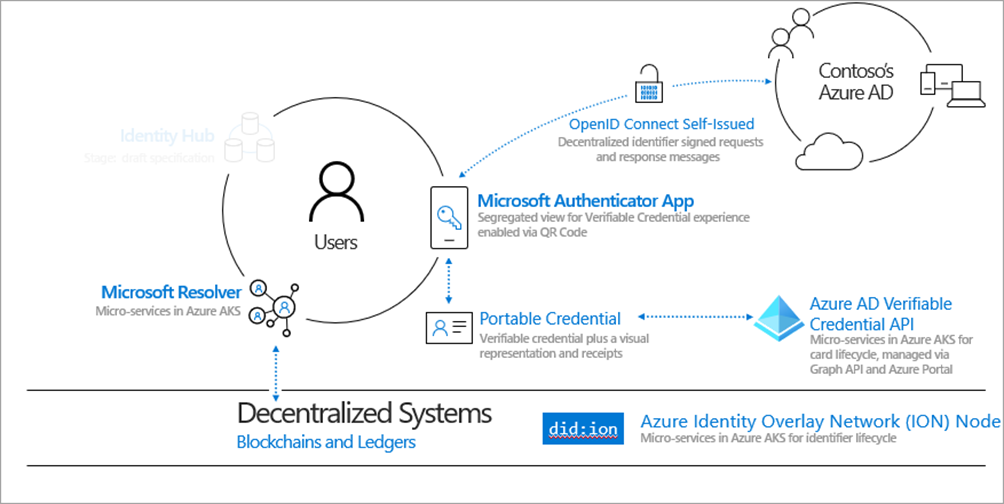 Contoso's
Azure AD
OpenID Connect Self-Issued
Decentralized identifier signed requests
and response messages
Identity Hub
Stage: draft specification
Users
Microsoft Authenticator App
Segregated view for Verifiable Credential experience
enabled via QR Code
Microsoft Resolver
Micro-services in Azure AKS
Portable Credential
Verifiable credential plus a visual
representation and receipts
Azure AD Verifiable
Credential API
Micro-services in Azure AKS for
card lifecycle, managed via
Graph API and Azure Portal
Decentralized Systems
Blockchains and Ledgers
did:ion
Azure Identity Overlay Network (ION) Node
Micro-services in Azure AKS for identifier lifecycle